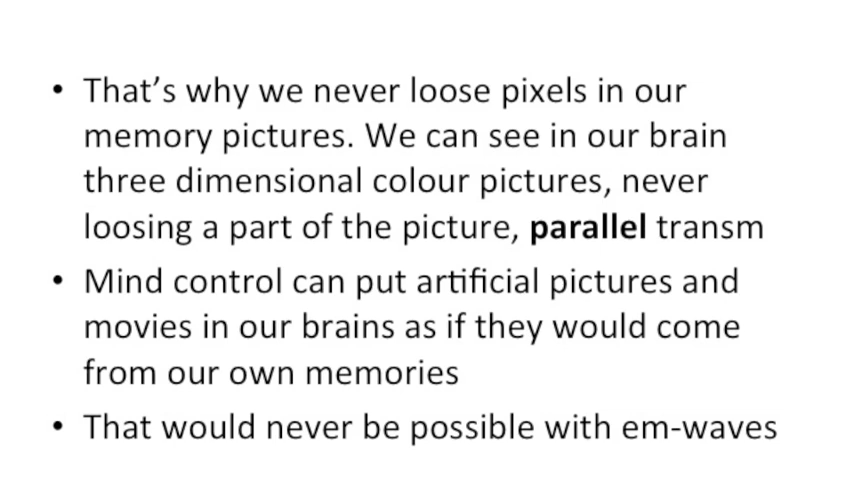 • That's why we never loose pixels in our
memory pictures. We can see in our brain
three dimensional colour pictures, never
loosing a part of the picture, parallel transm
• Mind control can put artificial pictures and
movies in our brains as if they would come
from our own memories
• That would never be possible with em-waves